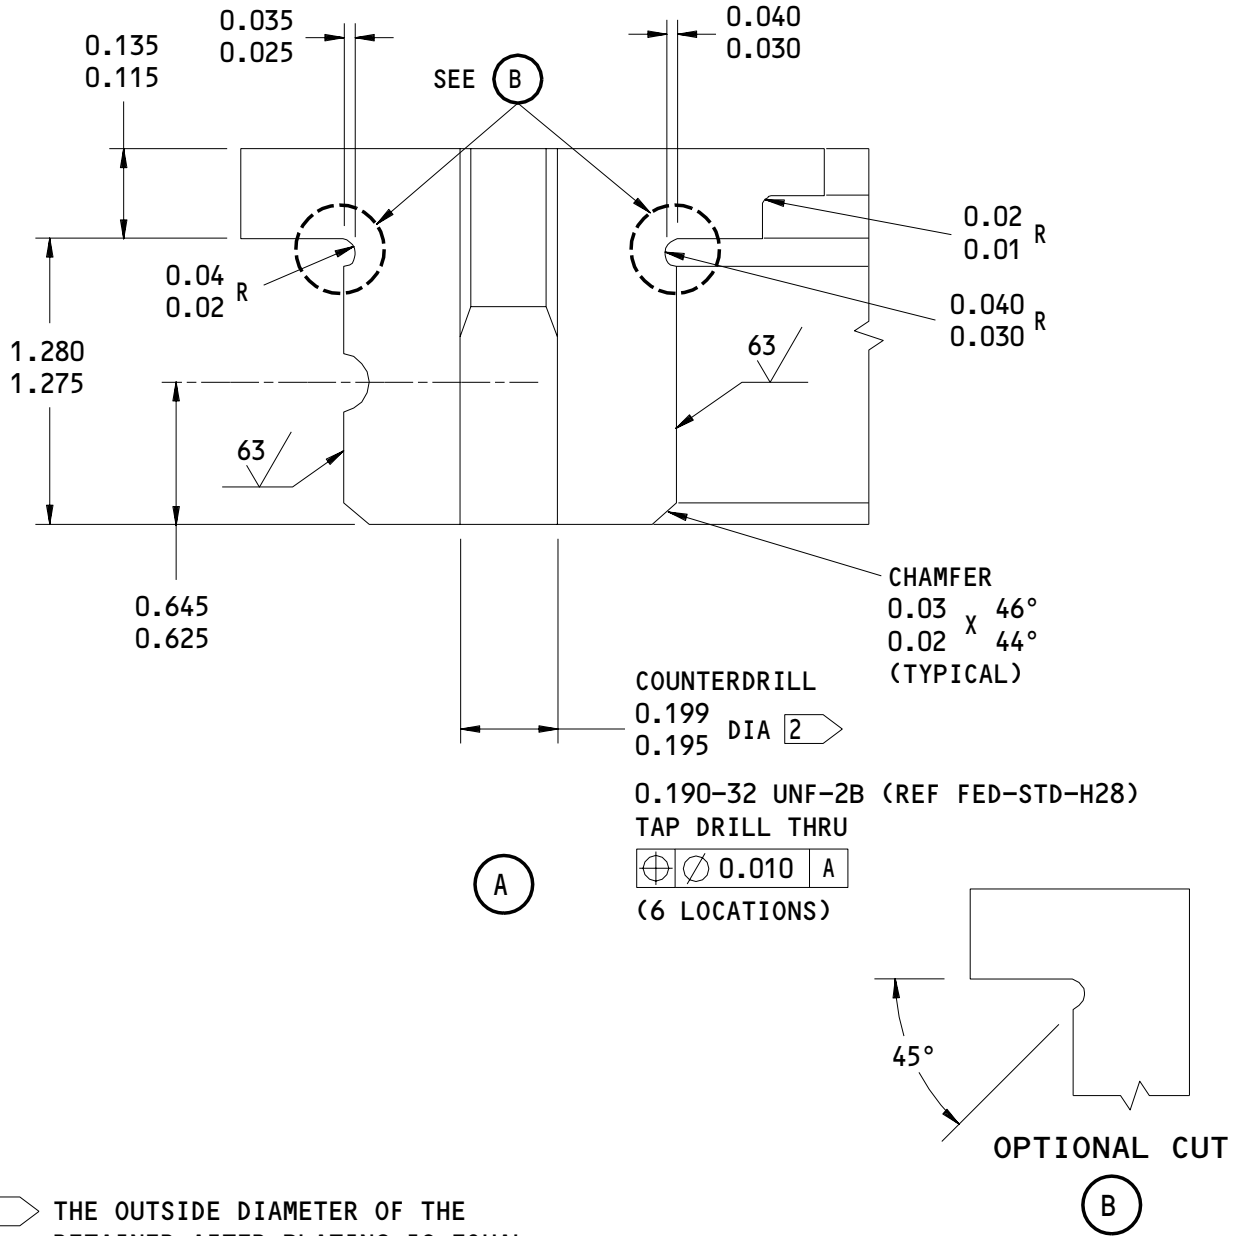 0.035
0.025
0.040
0.030
0.135
0.115
SEE B
0.02
0.01 R
0.04
0.02 R
0.040
0.030 R
1.280
1.275
63
63
0.645
0.625
CHAMFER
0.03 X 46°
0.02 44°
(TYPICAL)
COUNTERDRILL
0.199
0.195 DIA 2
0.190-32 UNF-2B (REF FED-STD-H28)
TAP DRILL THRU
⌖ ∅ 0.010 A
(6 LOCATIONS)
A
45°
OPTIONAL CUT
B
THE OUTSIDE DIAMETER OF THE